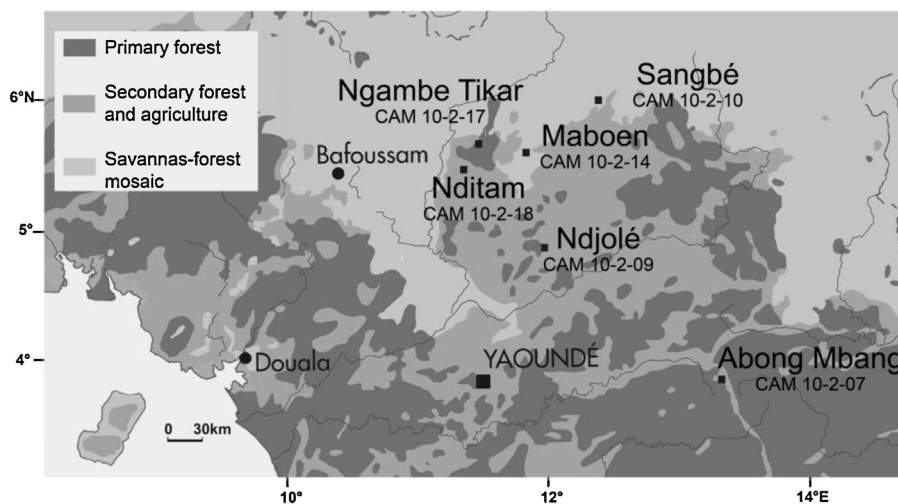 Primary forest
Secondary forest
and agriculture
Savannas-forest
mosaic
6°N
5°
4°
Ngambe Tikar
CAM 10-2-17
Sangbé
CAM 10-2-10
Maboen
CAM 10-2-14
Bafoussam
Nditam
CAM 10-2-18
Ndjolé
CAM 10-2-09
Douala
YAOUNDÉ
Abong Mbang
CAM 10-2-07
0 30km
10°
12°
14°E